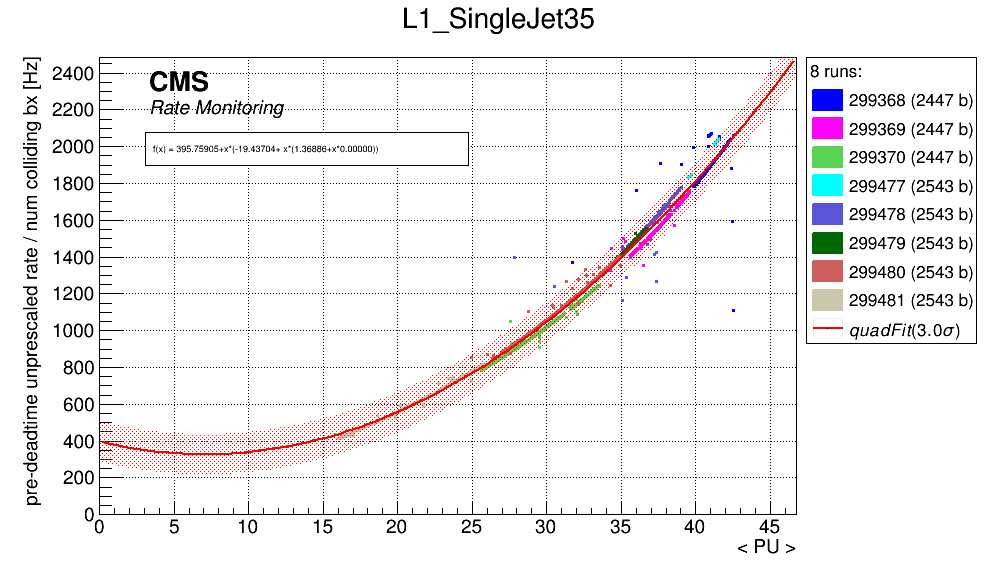 L1_SingleJet35
pre-deadtime unprescaled rate / num colliding bx [Hz]
2400
2200
2000
1800
1600
1400
1200
1000
800
600
400
200
0
CMS
Rate Monitoring
f(x) = 395.75905+x*(-19.43704+ x*(1.36886+x*0.00000))
0 5 10 15 20 25 30 35 40 45
< PU >
8 runs:
299368 (2447 b)
299369 (2447 b)
299370 (2447 b)
299477 (2543 b)
299478 (2543 b)
299479 (2543 b)
299480 (2543 b)
299481 (2543 b)
quadFit(3.0σ)